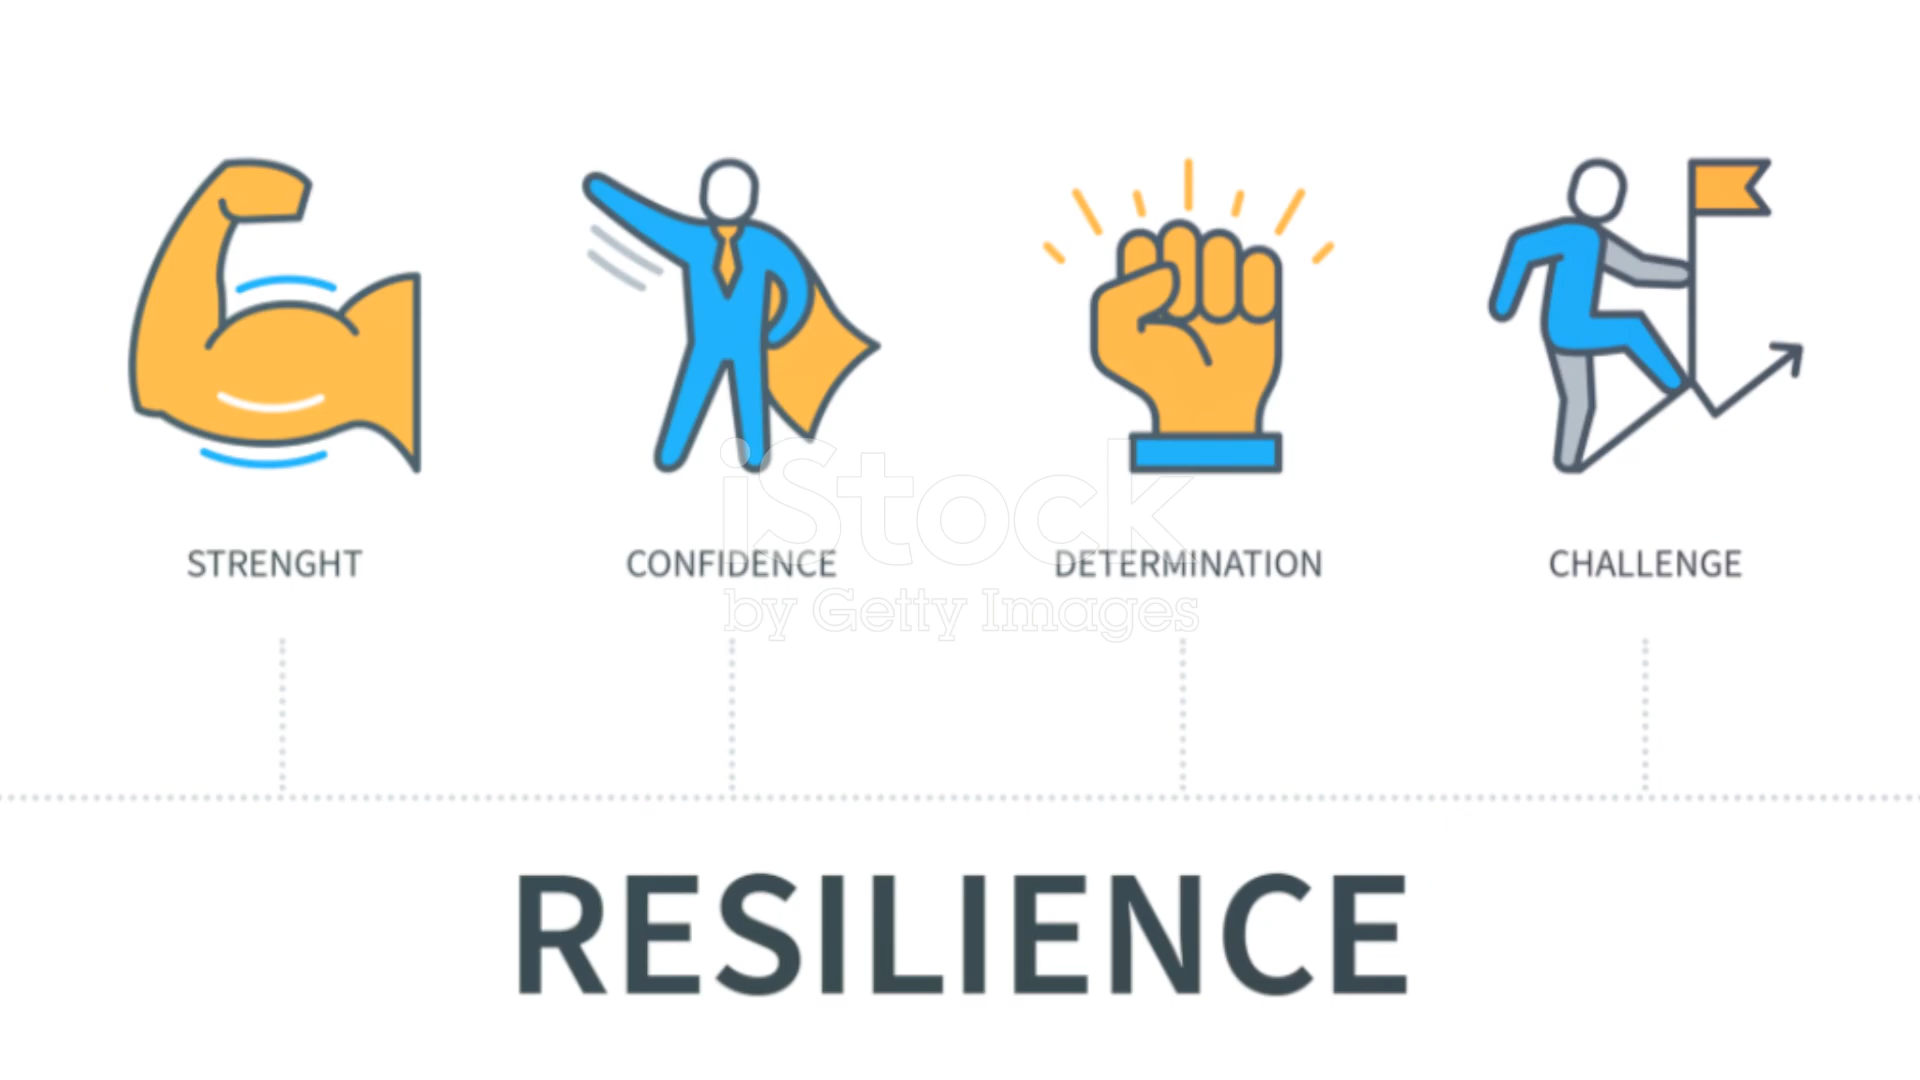 STRENGHT
CONFIDENCE
DETERMINATION
CHALLENGE
iStock
by Getty Images
RESILIENCE